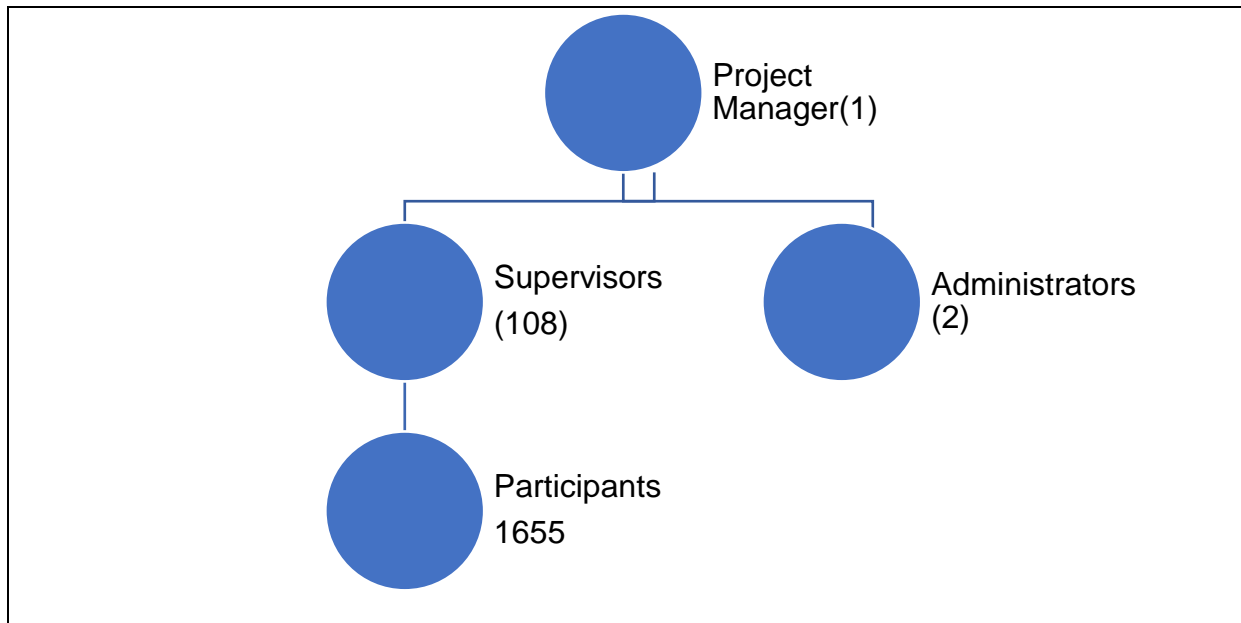 Project
Manager(1)
Supervisors
(108)
Administrators
(2)
Participants
1655